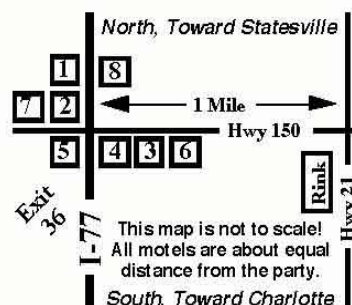 North, Toward Statesville
1 8
7 2
1 Mile
Hwy 150
5 4 3 6
Rink
Hwy 21
Exit
36
I-77
This map is not to scale!
All motels are about equal
distance from the party.
South, Toward Charlotte